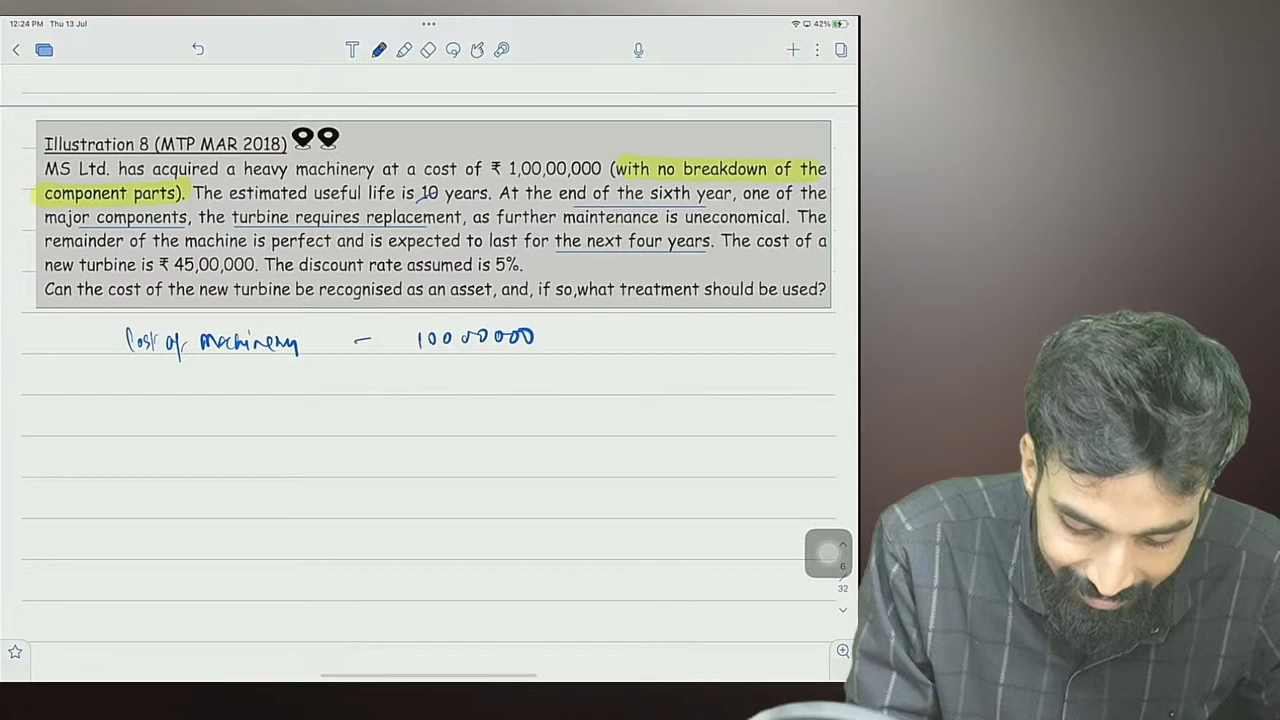 12:24 PM Thu 13 Jul
42%
Illustration 8 (MTP MAR 2018)
MS Ltd. has acquired a heavy machinery at a cost of ₹ 1,00,00,000 (with no breakdown of the
component parts). The estimated useful life is 10 years. At the end of the sixth year, one of the
major components, the turbine requires replacement, as further maintenance is uneconomical. The
remainder of the machine is perfect and is expected to last for the next four years. The cost of a
new turbine is ₹ 45,00,000. The discount rate assumed is 5%.
Can the cost of the new turbine be recognised as an asset, and, if so,what treatment should be used?
Cost of machinery – 10000000
6
32